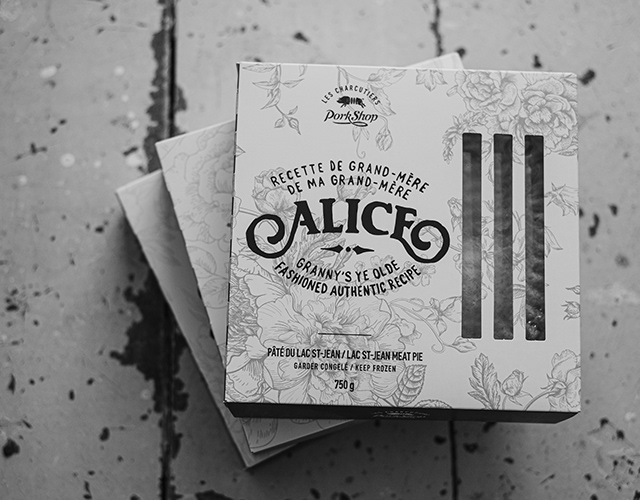 LES CHARCUTIERS
PorkShop
RECETTE DE GRAND-MÈRE
DE MA GRAND-MÈRE
ALICE
GRANNY'S YE OLDE
FASHIONED AUTHENTIC RECIPE
PÂTÉ DU LAC ST-JEAN / LAC ST-JEAN MEAT PIE
GARDER CONGELÉ / KEEP FROZEN
750 g